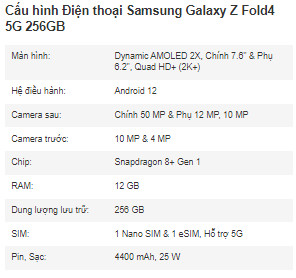 Cấu hình Điện thoại Samsung Galaxy Z Fold4
5G 256GB
Màn hình: Dynamic AMOLED 2X, Chính 7.6" & Phụ
6.2", Quad HD+ (2K+)
Hệ điều hành: Android 12
Camera sau: Chính 50 MP & Phụ 12 MP, 10 MP
Camera trước: 10 MP & 4 MP
Chip: Snapdragon 8+ Gen 1
RAM: 12 GB
Dung lượng lưu trữ: 256 GB
SIM: 1 Nano SIM & 1 eSIM, Hỗ trợ 5G
Pin, Sạc: 4400 mAh, 25 W